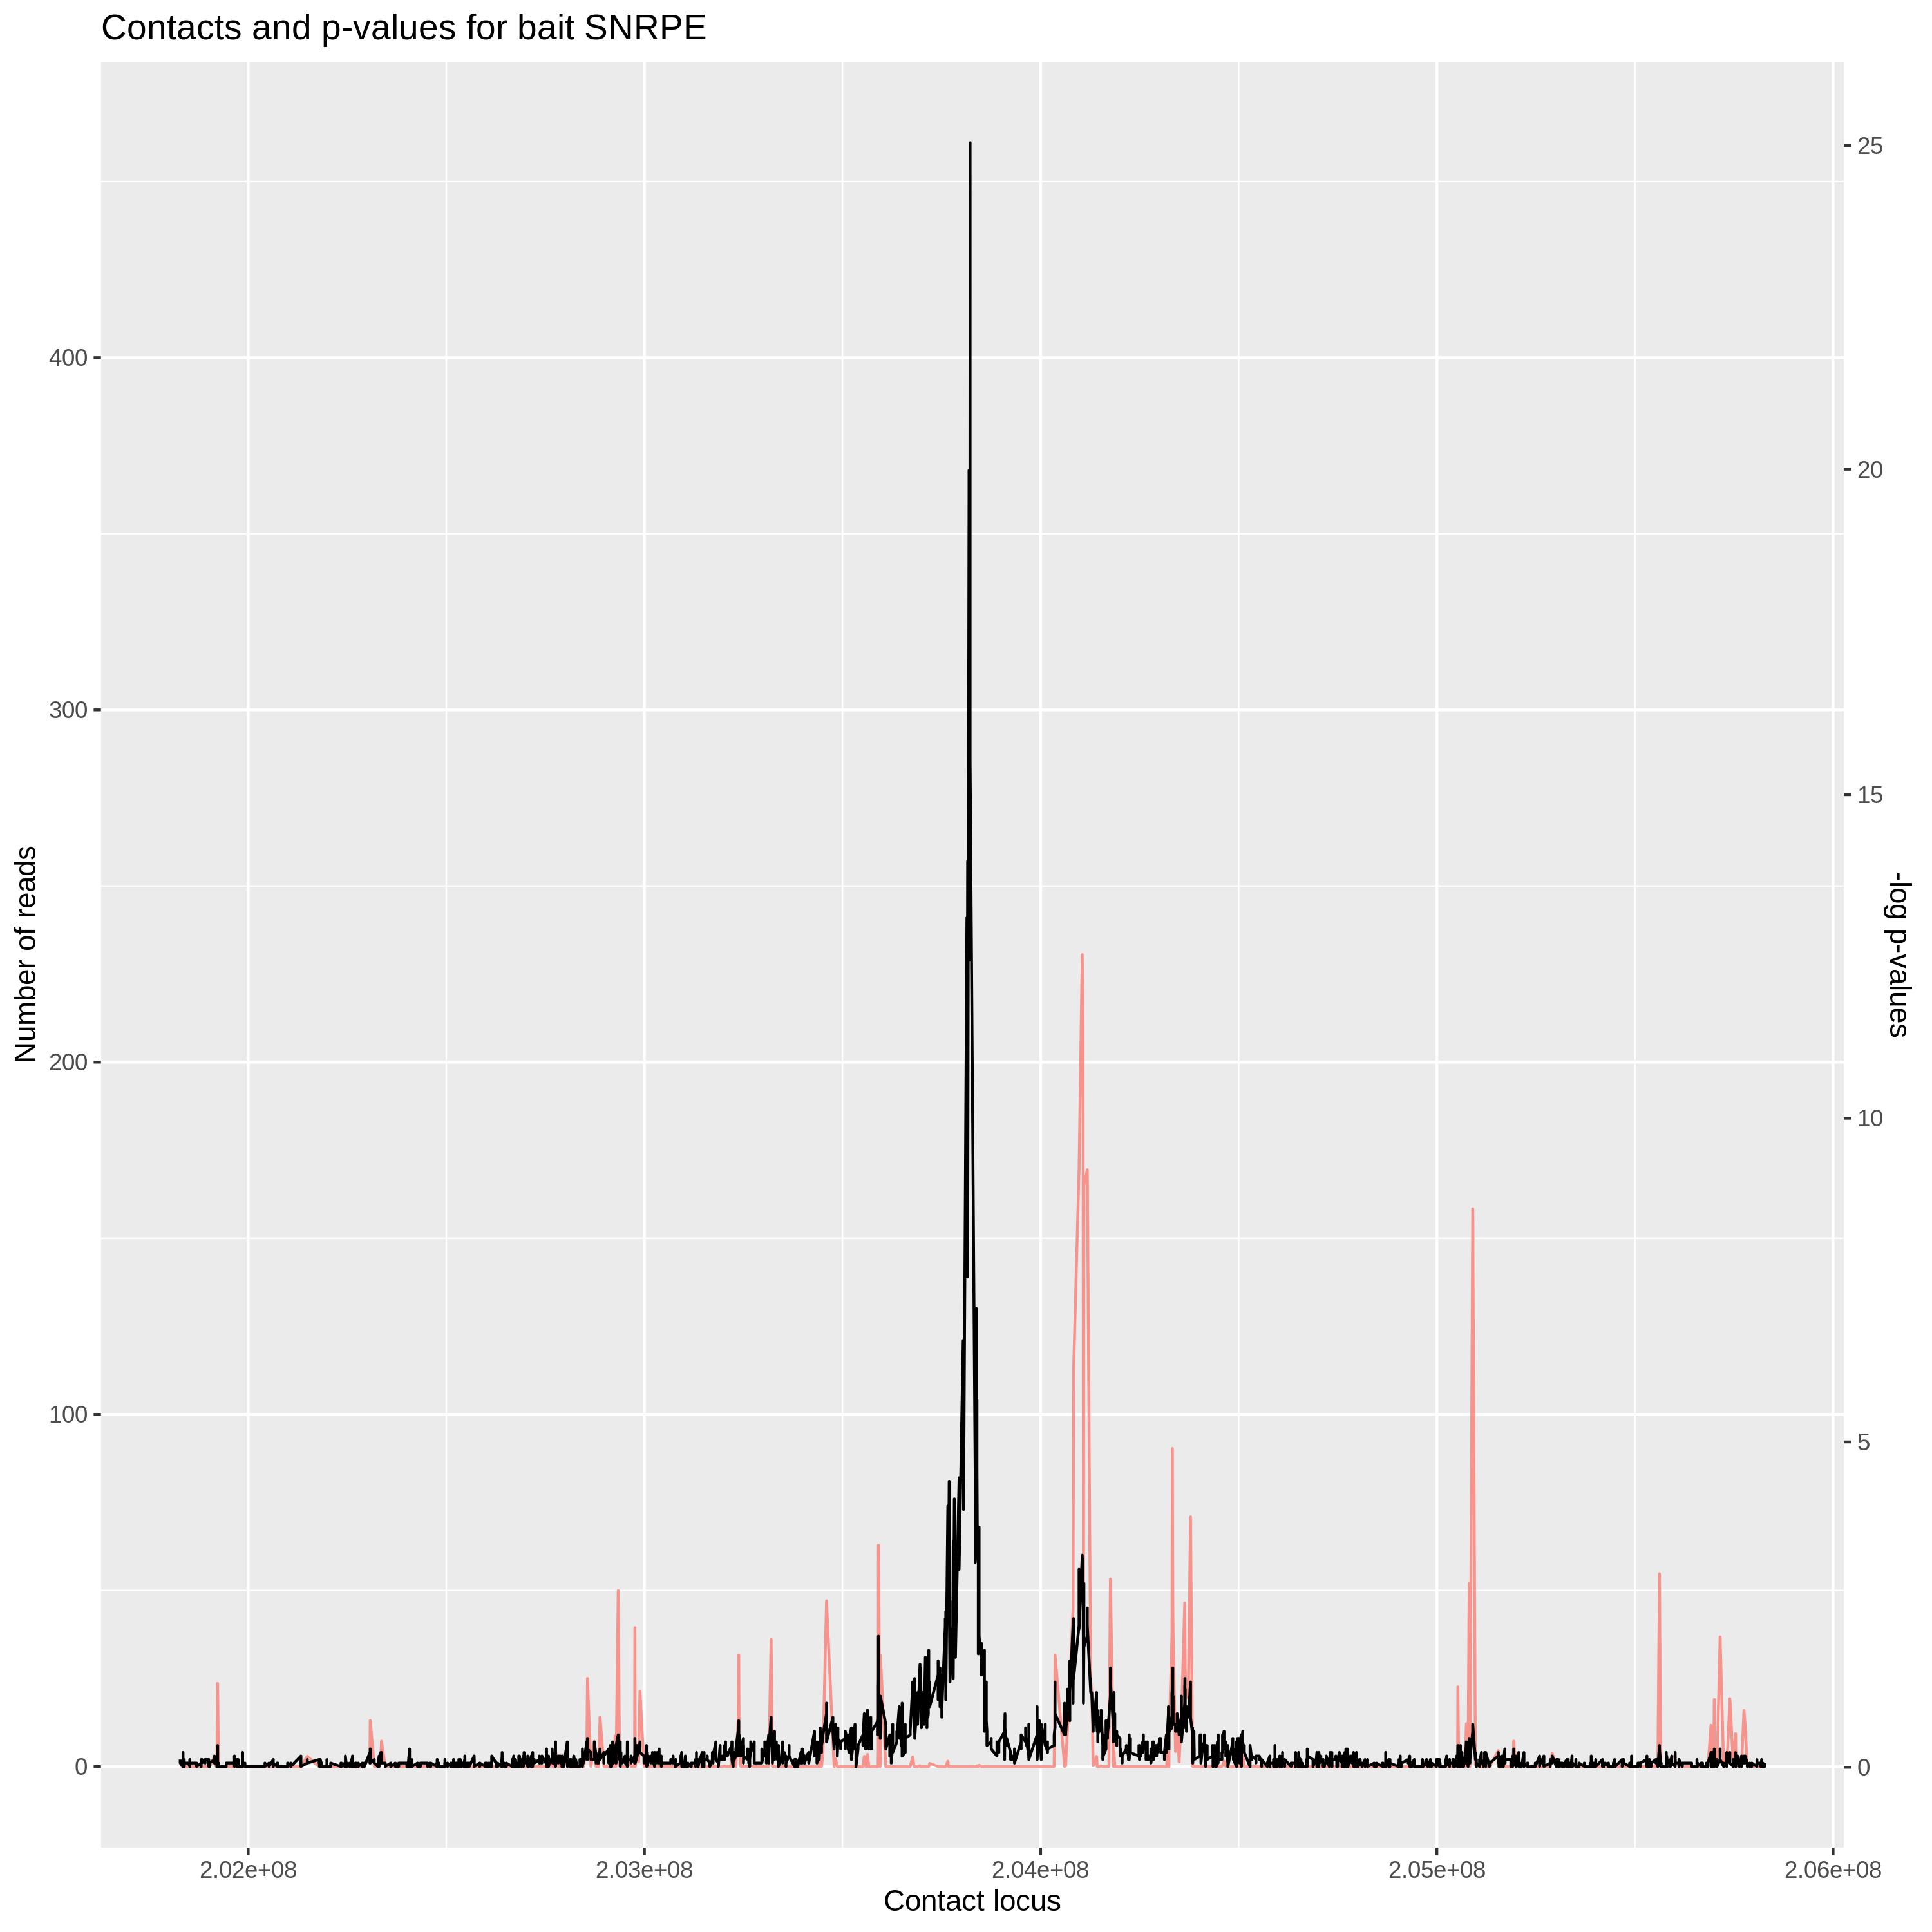 Contacts and p-values for bait SNRPE
Number of reads
400
300
200
100
0
25
20
15
10
5
0
-log p-values
2.02e+08
2.03e+08
2.04e+08
2.05e+08
2.06e+08
Contact locus